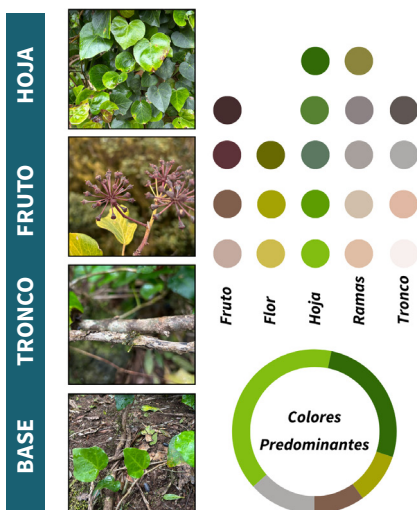 HOJA
FRUTO
TRONCO
BASE
Fruto
Flor
Hoja
Ramas
Tronco
Colores
Predominantes